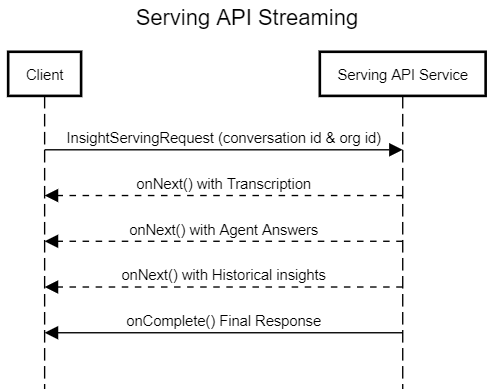 Serving API Streaming
Client
Serving API Service
InsightServingRequest (conversation id & org id)
onNext() with Transcription
onNext() with Agent Answers
onNext() with Historical insights
onComplete() Final Response